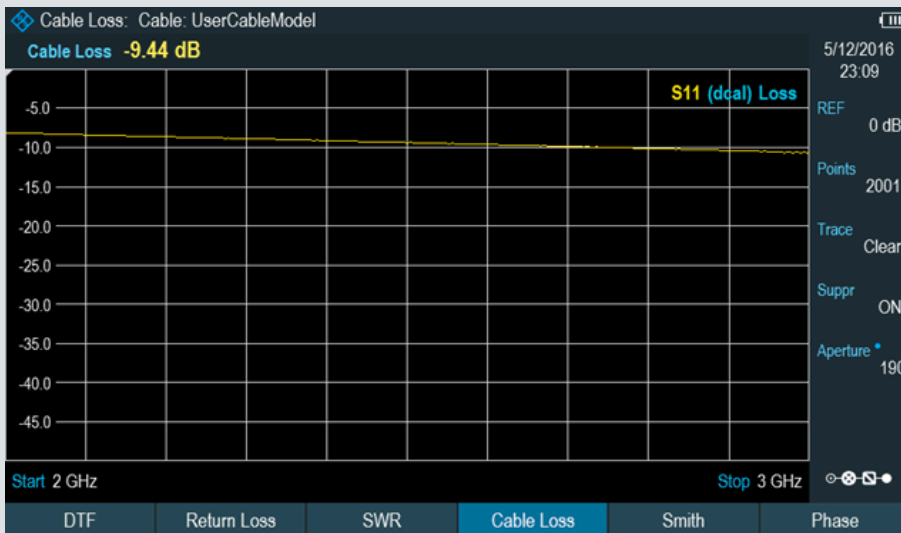 Cable Loss: Cable: UserCableModel
Cable Loss -9.44 dB
5/12/2016
23:09
S11 (dcal) Loss
-5.0
-10.0
-15.0
-20.0
-25.0
-30.0
-35.0
-40.0
-45.0
REF
0 dB
Points
2001
Trace
Clear
Suppr
ON
Aperture
190
Start 2 GHz
Stop 3 GHz
DTF
Return Loss
SWR
Cable Loss
Smith
Phase